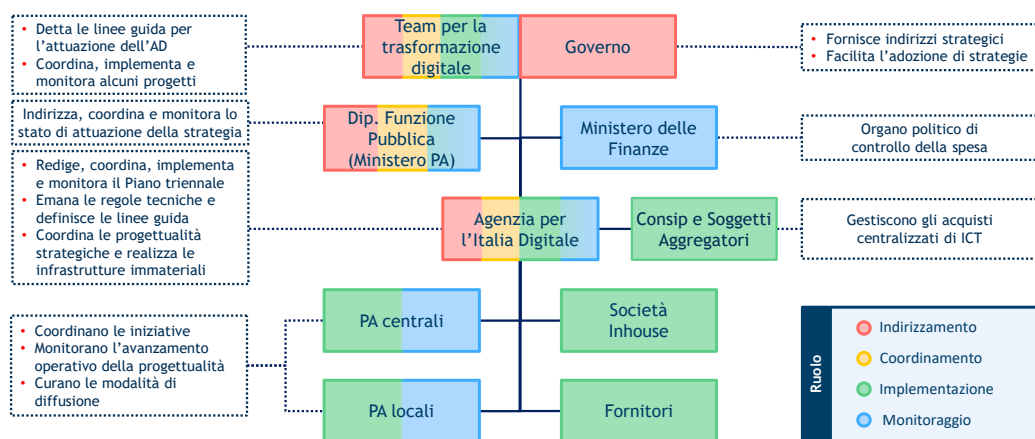 • Detta le linee guida per
l'attuazione dell'AD
• Coordina, implementa e
monitora alcuni progetti
Team per la
trasformazione
digitale
Governo
• Fornisce indirizzi strategici
• Facilita l'adozione di strategie
Indirizza, coordina e monitora lo
stato di attuazione della strategia
Dip. Funzione
Pubblica
(Ministero PA)
Ministero delle
Finanze
Organo politico di
controllo della spesa
• Redige, coordina, implementa
e monitora il Piano triennale
• Emana le regole tecniche e
definisce le linee guida
• Coordina le progettualità
strategiche e realizza le
infrastrutture immateriali
Agenzia per
l'Italia Digitale
Consip e Soggetti
Aggregatori
Gestiscono gli acquisti
centralizzati di ICT
• Coordinano le iniziative
• Monitorano l'avanzamento
operativo della progettualità
• Curano le modalità di
diffusione
PA centrali
Società
Inhouse
PA locali
Fornitori
Ruolo
Indirizzamento
Coordinamento
Implementazione
Monitoraggio